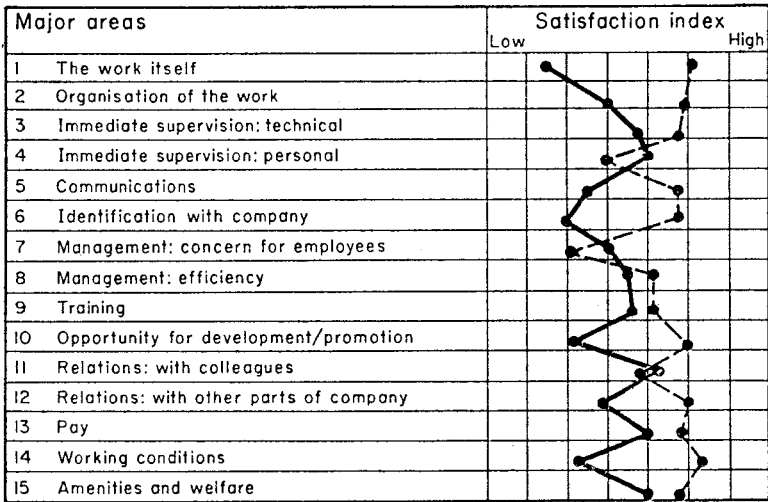 Major areas Satisfaction index
Low High
1 The work itself
2 Organisation of the work
3 Immediate supervision: technical
4 Immediate supervision: personal
5 Communications
6 Identification with company
7 Management: concern for employees
8 Management: efficiency
9 Training
10 Opportunity for development/promotion
11 Relations: with colleagues
12 Relations: with other parts of company
13 Pay
14 Working conditions
15 Amenities and welfare